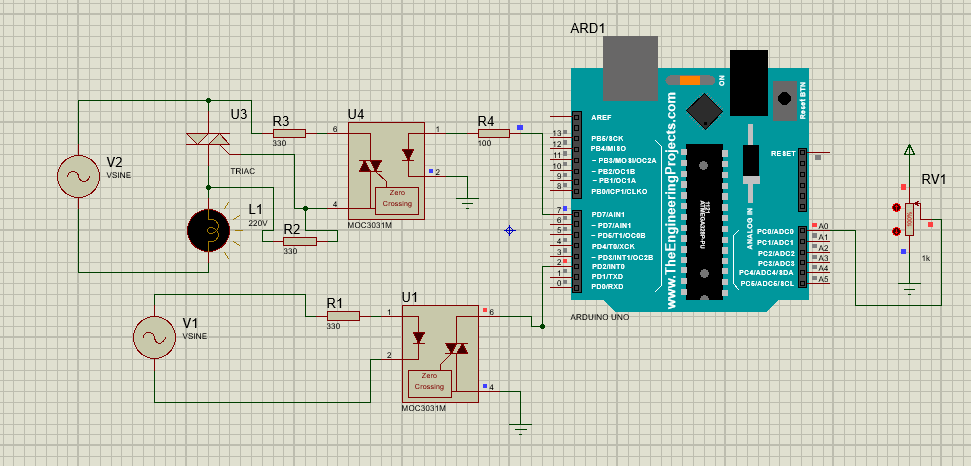 ARD1
ON
Reset BTN
www.TheEngineeringProjects.com
AREF
13
PB5/SCK
12
PB4/MISO
11
~ PB3/MOSI/OC2A
10
~ PB2/OC1B
9
~ PB1/OC1A
8
PB0/ICP1/CLKO
7
PD7/AIN1
6
~ PD7/AIN1
5
~ PD5/T1/OC0B
4
PD4/T0/XCK
3
~ PD3/INT1/OC2B
2
PD2/INT0
1
PD1/TXD
0
PD0/RXD
ATMEGA328P-PU
1121
ANALOG IN
RESET
PC0/ADC0
A0
PC1/ADC1
A1
PC2/ADC2
A2
PC3/ADC3
A3
PC4/ADC4/SDA
A4
PC5/ADC5/SCL
A5
ARDUINO UNO
RV1
1k
U3
TRIAC
R3
330
U4
6
1
2
4
Zero
Crossing
MOC3031M
R4
100
V2
VSINE
L1
220V
R2
330
V1
VSINE
R1
330
U1
1
6
2
4
Zero
Crossing
MOC3031M